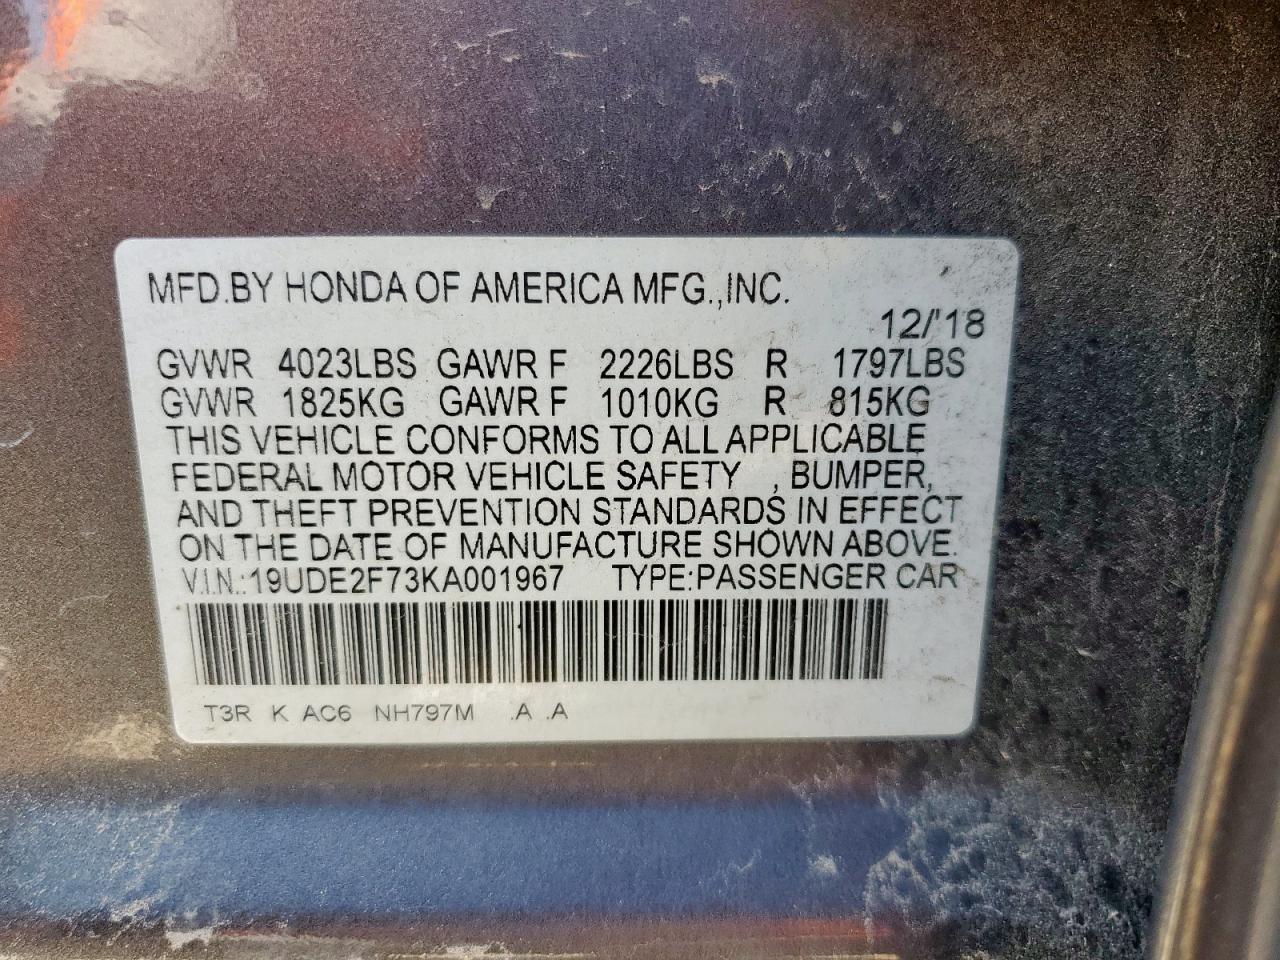 MFD.BY HONDA OF AMERICA MFG.,INC.
12/'18
GVWR 4023LBS GAWR F 2226LBS R 1797LBS
GVWR 1825KG GAWR F 1010KG R 815KG
THIS VEHICLE CONFORMS TO ALL APPLICABLE
FEDERAL MOTOR VEHICLE SAFETY , BUMPER,
AND THEFT PREVENTION STANDARDS IN EFFECT
ON THE DATE OF MANUFACTURE SHOWN ABOVE.
V.I.N.:19UDE2F73KA001967 TYPE:PASSENGER CAR
T3R K AC6 NH797M .A .A